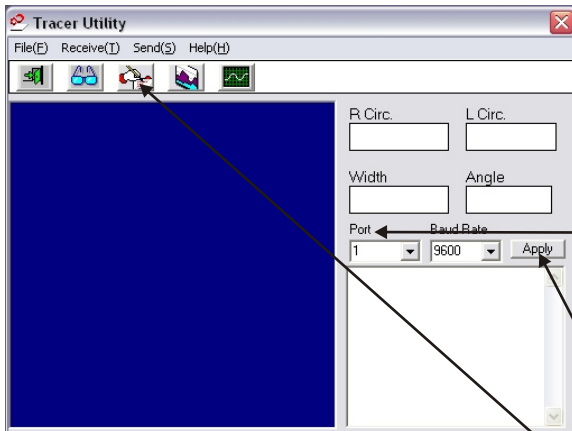 Tracer Utility
File(F) Receive(T) Send(S) Help(H)
R Circ. L Circ.
Width Angle
Port Baud Rate
1 9600 Apply